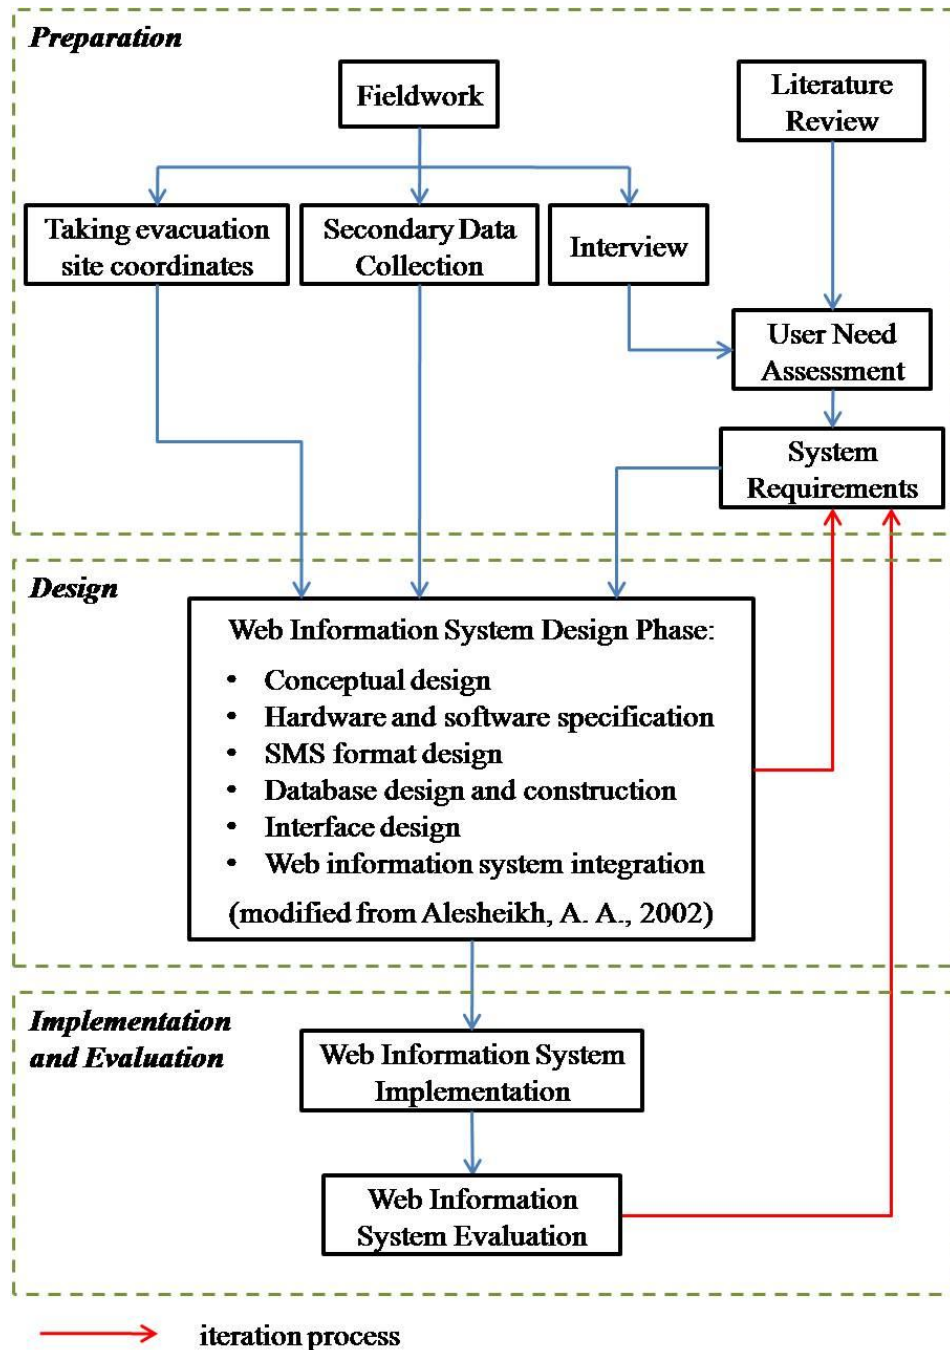 Preparation
Fieldwork
Literature
Review
Taking evacuation
site coordinates
Secondary Data
Collection
Interview
User Need
Assessment
System
Requirements
Design
Web Information System Design Phase:
• Conceptual design
• Hardware and software specification
• SMS format design
• Database design and construction
• Interface design
• Web information system integration
(modified from Alesheikh, A. A., 2002)
Implementation
and Evaluation
Web Information System
Implementation
Web Information
System Evaluation
iteration process